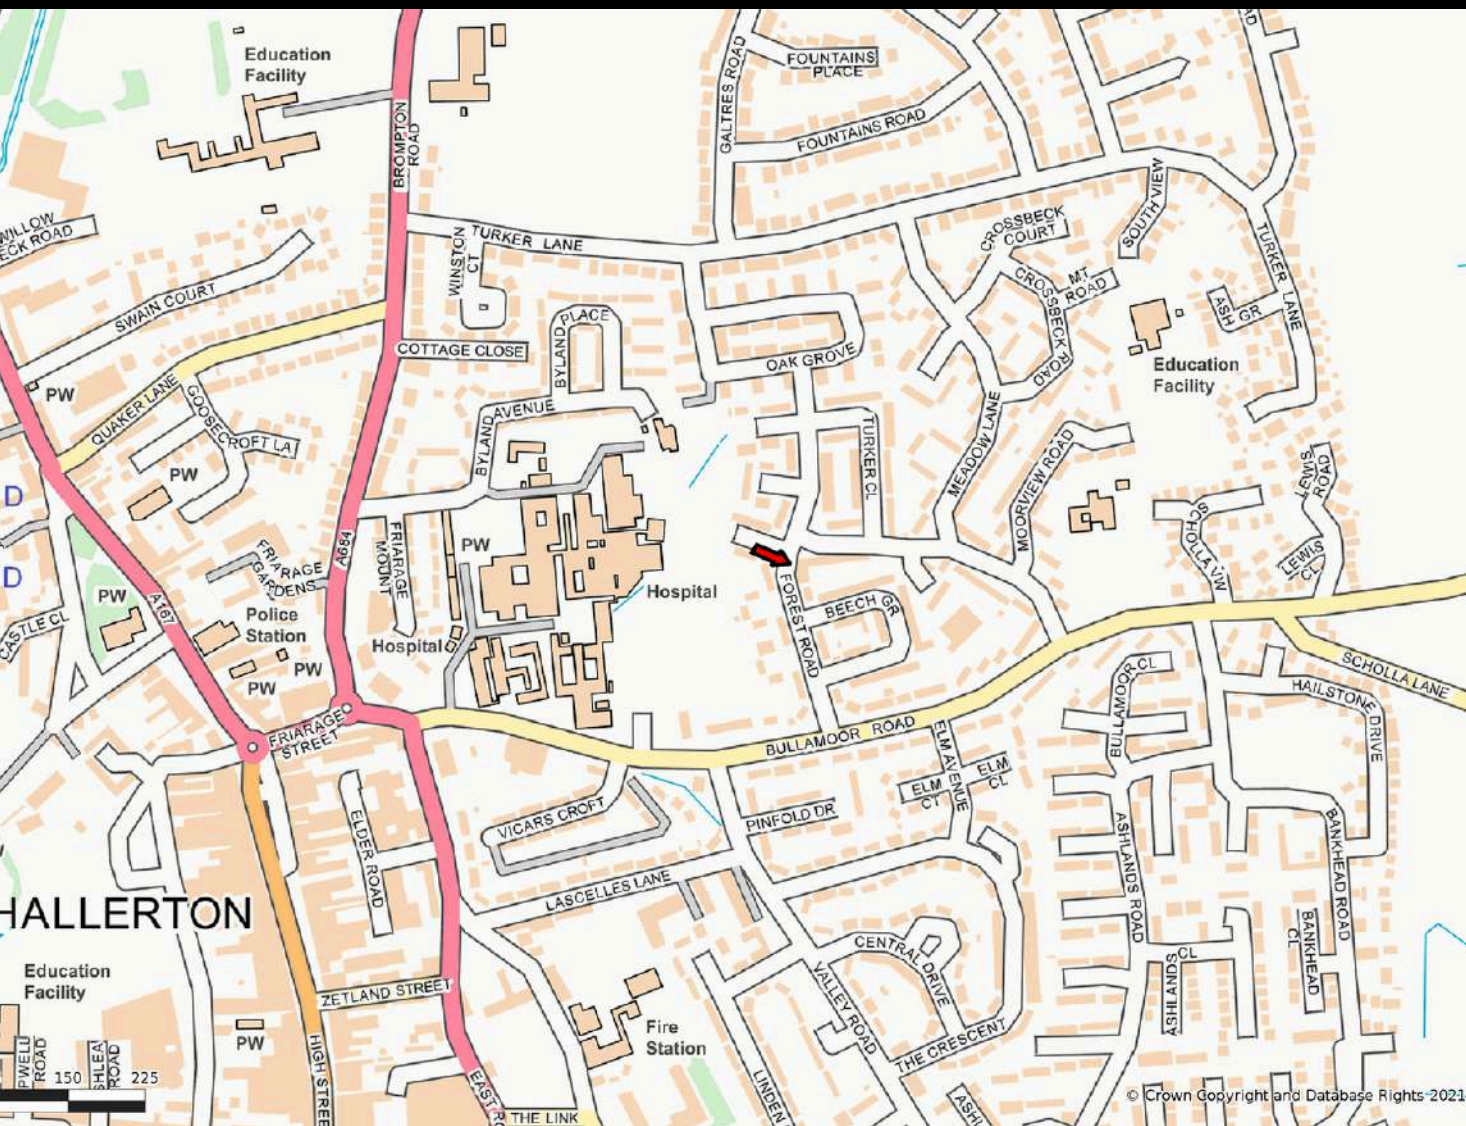 Education
Facility
BROMPTON
ROAD
GALTRES ROAD
FOUNTAINS
PLACE
FOUNTAINS ROAD
WILLOW
ECK ROAD
SWAIN COURT
TURKER LANE
WINSTON
CT
CROSSBECK
COURT
SOUTH VIEW
MT
ROAD
CROSSBECK ROAD
TURKER LANE
ASH
GR
Education
Facility
PLACE
BYLAND
COTTAGE CLOSE
OAK GROVE
PW
QUAKER LANE
GOOSECROFT LA
AVENUE
BYLAND
TURKER CL
MEADOW LANE
MOORVIEW ROAD
LEWIS
ROAD
PW
D
D
A684
FRIARAGE
MOUNT
PW
SCHOLLA VW
LEWIS
CL
FRIARAGE
GARDENS
Hospital
FOREST ROAD
BEECH GR
PW
A167
CASTLE CL
Police
Station
PW
PW
Hospital
SCHOLLA LANE
BULLAMOOR CL
BULLAMOOR
HAILSTONE DRIVE
FRIARAGE
STREET
BULLAMOOR ROAD
ELM AVENUE
ELM
CT
ELM
CL
VICARS CROFT
PINFOLD DR
ELDER ROAD
ASHLANDS ROAD
BANKHEAD ROAD
LASCELLES LANE
HALLERTON
CENTRAL DRIVE
BANKHEAD
CL
ASHLANDS
CL
Education
Facility
ZETLAND STREET
VALLEY ROAD
THE CRESCENT
Fire
Station
PW
PWELL
ROAD
SHLEA
ROAD
HIGH STREE
EAST R
THE LINK
LINDEN
ASHL
150 225
© Crown Copyright and Database Rights 2021